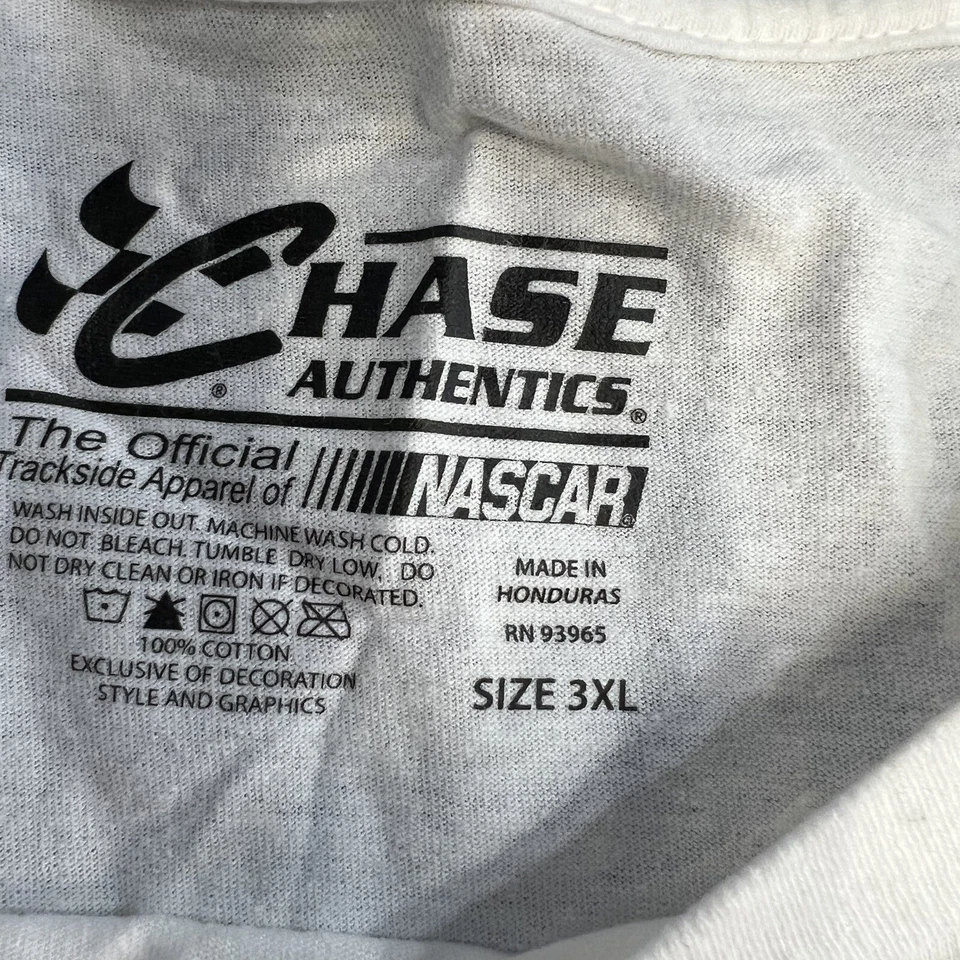 CHASE
AUTHENTICS®
®
The Official
Trackside Apparel of NASCAR®
WASH INSIDE OUT. MACHINE WASH COLD.
DO NOT BLEACH. TUMBLE DRY LOW. DO
NOT DRY CLEAN OR IRON IF DECORATED.
100% COTTON
EXCLUSIVE OF DECORATION
STYLE AND GRAPHICS
MADE IN
HONDURAS
RN 93965
SIZE 3XL